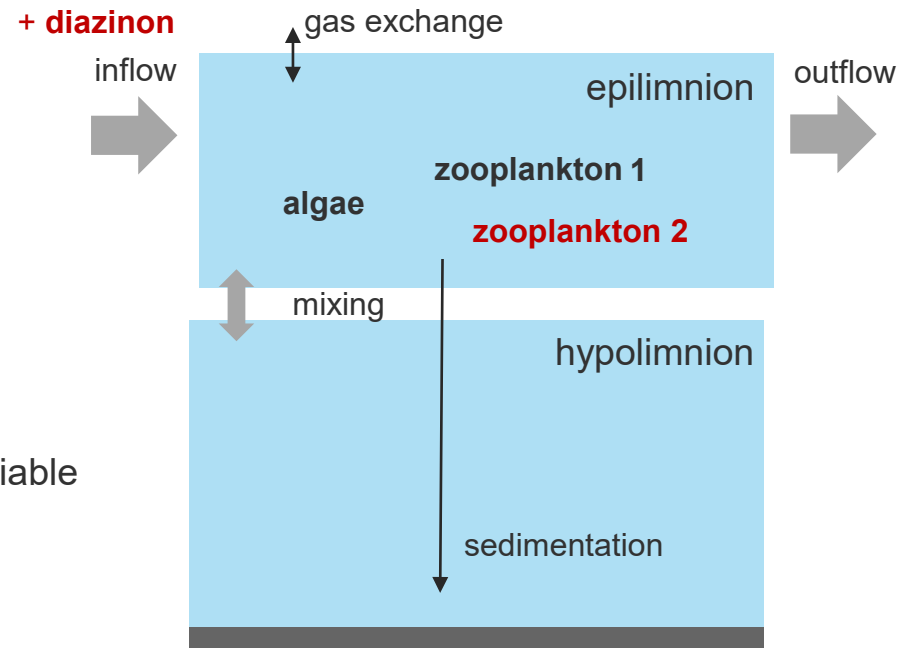 + diazinon
gas exchange
inflow
epilimnion
outflow
zooplankton 1
algae
zooplankton 2
mixing
hypolimnion
iable
sedimentation